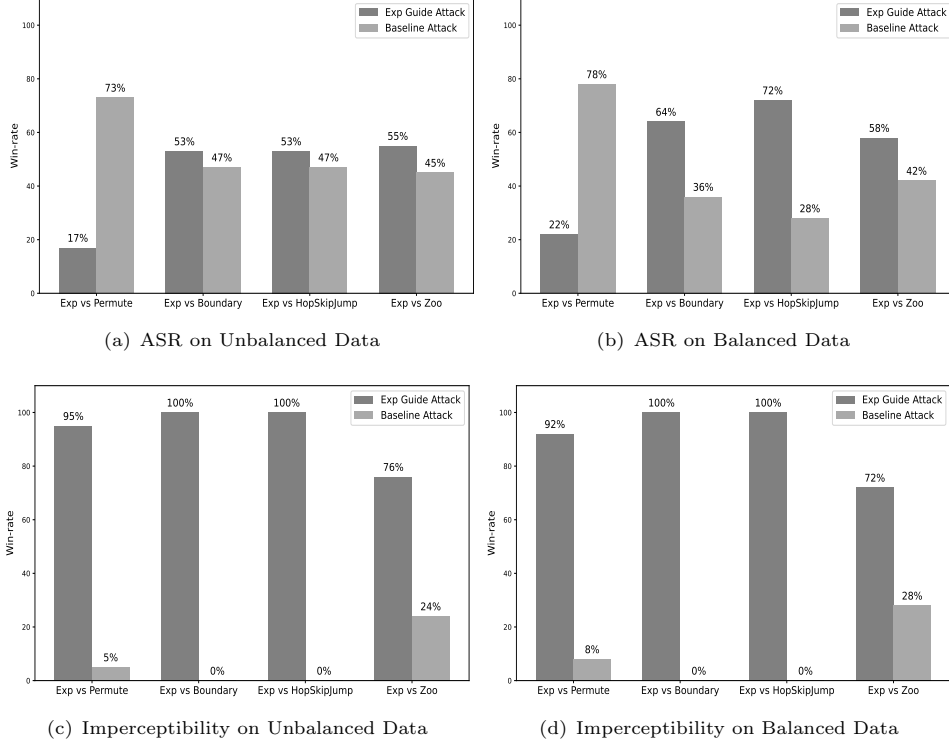 Exp Guide Attack
Baseline Attack
Win-rate
100
80
60
40
20
0
17%
73%
53%
47%
53%
47%
55%
45%
Exp vs Permute
Exp vs Boundary
Exp vs HopSkipJump
Exp vs Zoo
(a) ASR on Unbalanced Data
Exp Guide Attack
Baseline Attack
Win-rate
100
80
60
40
20
0
22%
78%
64%
36%
72%
28%
58%
42%
Exp vs Permute
Exp vs Boundary
Exp vs HopSkipJump
Exp vs Zoo
(b) ASR on Balanced Data
Exp Guide Attack
Baseline Attack
Win-rate
100
80
60
40
20
0
95%
5%
100%
0%
100%
0%
76%
24%
Exp vs Permute
Exp vs Boundary
Exp vs HopSkipJump
Exp vs Zoo
(c) Imperceptibility on Unbalanced Data
Exp Guide Attack
Baseline Attack
Win-rate
100
80
60
40
20
0
92%
8%
100%
0%
100%
0%
72%
28%
Exp vs Permute
Exp vs Boundary
Exp vs HopSkipJump
Exp vs Zoo
(d) Imperceptibility on Balanced Data